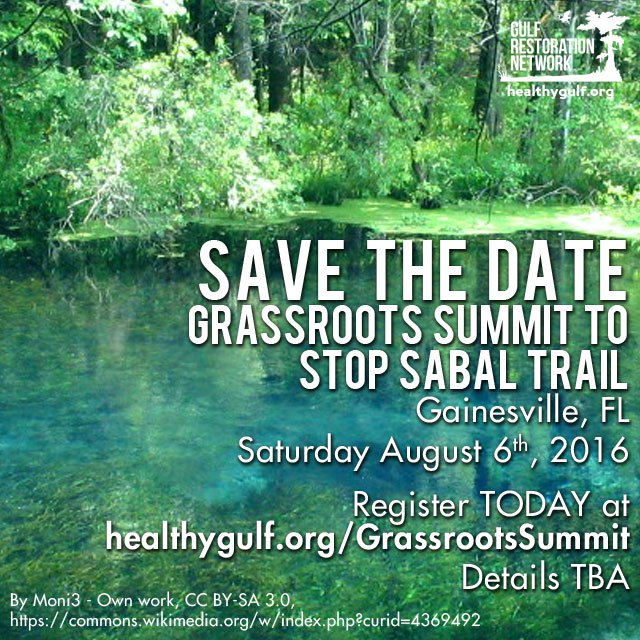 GULF
RESTORATION
NETWORK
healthygulf.org
SAVE THE DATE
GRASSROOTS SUMMIT TO
STOP SABAL TRAIL
Gainesville, FL
Saturday August 6th, 2016
Register TODAY at
healthygulf.org/GrassrootsSummit
Details TBA
By Moni3 - Own work, CC BY-SA 3.0,
https://commons.wikimedia.org/w/index.php?curid=4369492